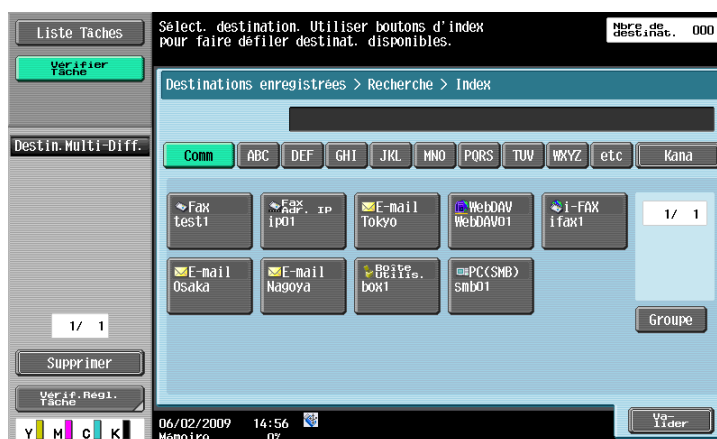 Liste Tâches
Vérifier
Tâche
Destin.Multi-Diff.
1/ 1
Supprimer
Vérif.Régl.
Tâche
Y M C K
Sélect. destination. Utiliser boutons d'index
pour faire défiler destinat. disponibles.
Nbre de
destinat. 000
Destinations enregistrées > Recherche > Index
Comm ABC DEF GHI JKL MNO PQRS TUV WXYZ etc Kana
Fax
test1
Fax
Adr. IP
ip01
E-mail
Tokyo
WebDAV
WebDAV01
i-FAX
ifax1
1/ 1
E-mail
Osaka
E-mail
Nagoya
Boîte
Utilis.
box1
PC(SMB)
smb01
Groupe
06/02/2009 14:56
Mémoire 0%
Va-
lider